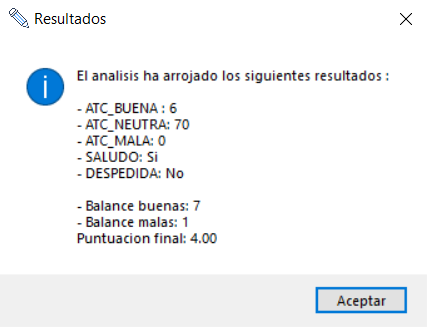 Resultados
El analisis ha arrojado los siguientes resultados :
- ATC_BUENA : 6
- ATC_NEUTRA: 70
- ATC_MALA: 0
- SALUDO: Si
- DESPEDIDA: No
- Balance buenas: 7
- Balance malas: 1
Puntuacion final: 4.00
Aceptar